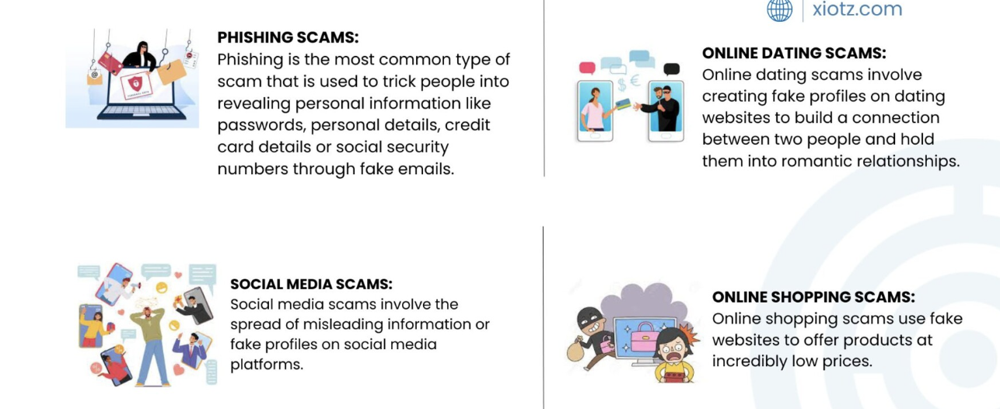 xiotz.com
PHISHING SCAMS:
Phishing is the most common type of
scam that is used to trick people into
revealing personal information like
passwords, personal details, credit
card details or social security
numbers through fake emails.
ONLINE DATING SCAMS:
Online dating scams involve
creating fake profiles on dating
websites to build a connection
between two people and hold
them into romantic relationships.
SOCIAL MEDIA SCAMS:
Social media scams involve the
spread of misleading information or
fake profiles on social media
platforms.
ONLINE SHOPPING SCAMS:
Online shopping scams use fake
websites to offer products at
incredibly low prices.